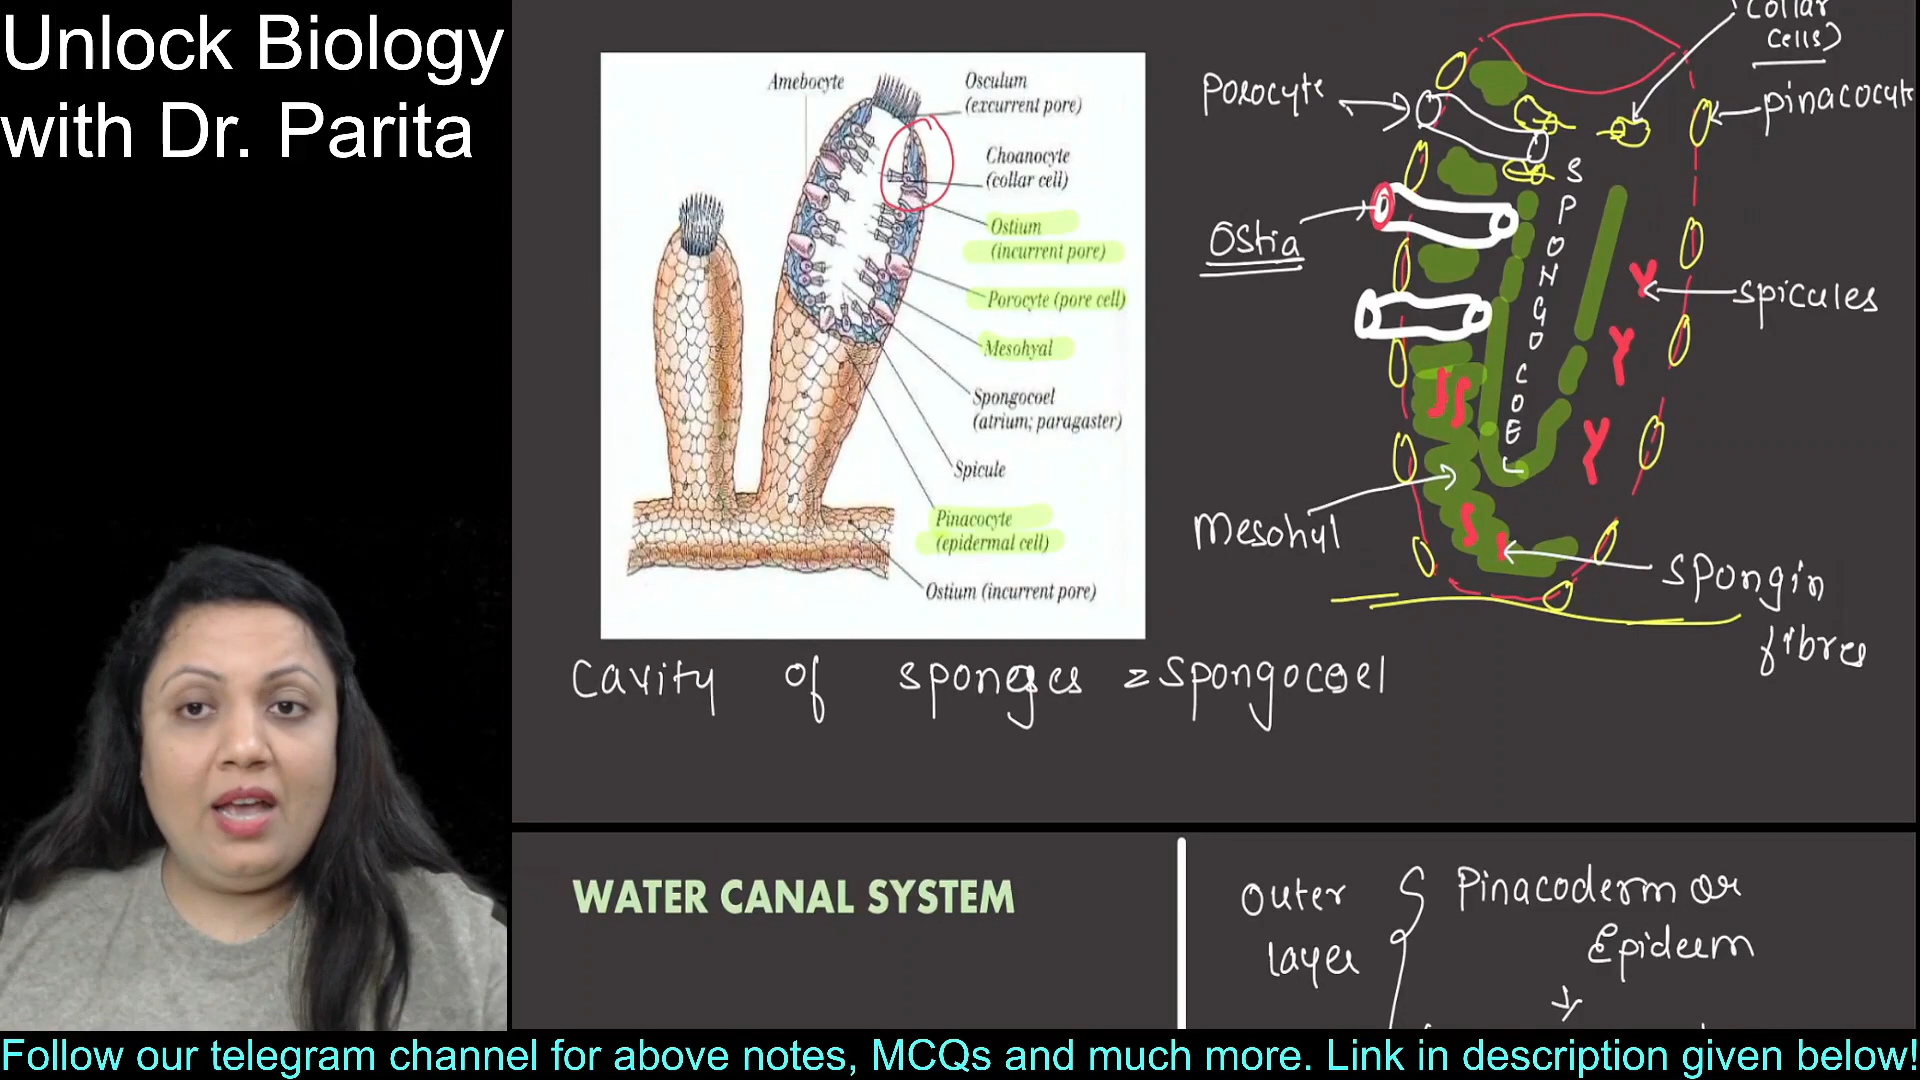 Unlock Biology
with Dr. Parita
Amebocyte
Osculum
(excurrent pore)
Choanocyte
(collar cell)
Ostium
(incurrent pore)
Porocyte (pore cell)
Mesohyal
Spongocoel
(atrium; paragaster)
Spicule
Pinacocyte
(epidermal cell)
Ostium (incurrent pore)
Collar
cells)
Porocyte
pinacocyte
Ostia
SPONGOCOEL
spicules
Mesohyl
spongin
fibres
cavity of sponges = spongocoel
WATER CANAL SYSTEM
outer
layer
Pinacoderm or
Epiderm
Follow our telegram channel for above notes, MCQs and much more. Link in description given below!